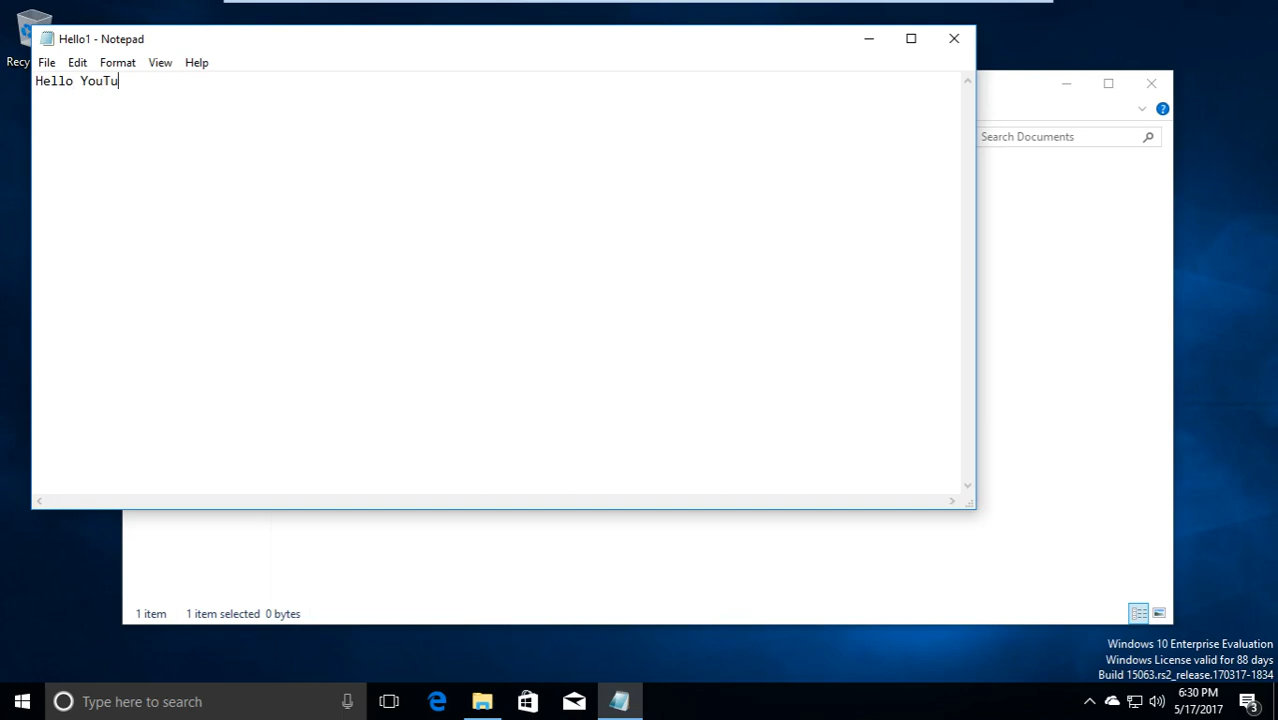 Recy
Hello1 - Notepad
File Edit Format View Help
Hello YouTu
Search Documents
1 item 1 item selected 0 bytes
Windows 10 Enterprise Evaluation
Windows License valid for 88 days
Build 15063.rs2_release.170317-1834
Type here to search
6:30 PM
5/17/2017
3